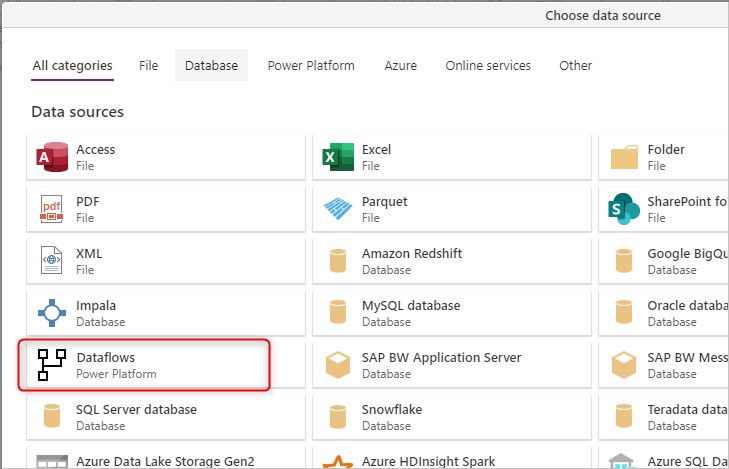 Choose data source
All categories File Database Power Platform Azure Online services Other
Data sources
Access Excel Folder
File File File
PDF Parquet SharePoint fo
File File File
XML Amazon Redshift Google BigQu
File Database Database
Impala MySQL database Oracle databa
Database Database Database
Dataflows SAP BW Application Server SAP BW Mess
Power Platform Database Database
SQL Server database Snowflake Teradata data
Database Database Database
Azure Data Lake Storage Gen2 Azure HDInsight Spark Azure SQL Da